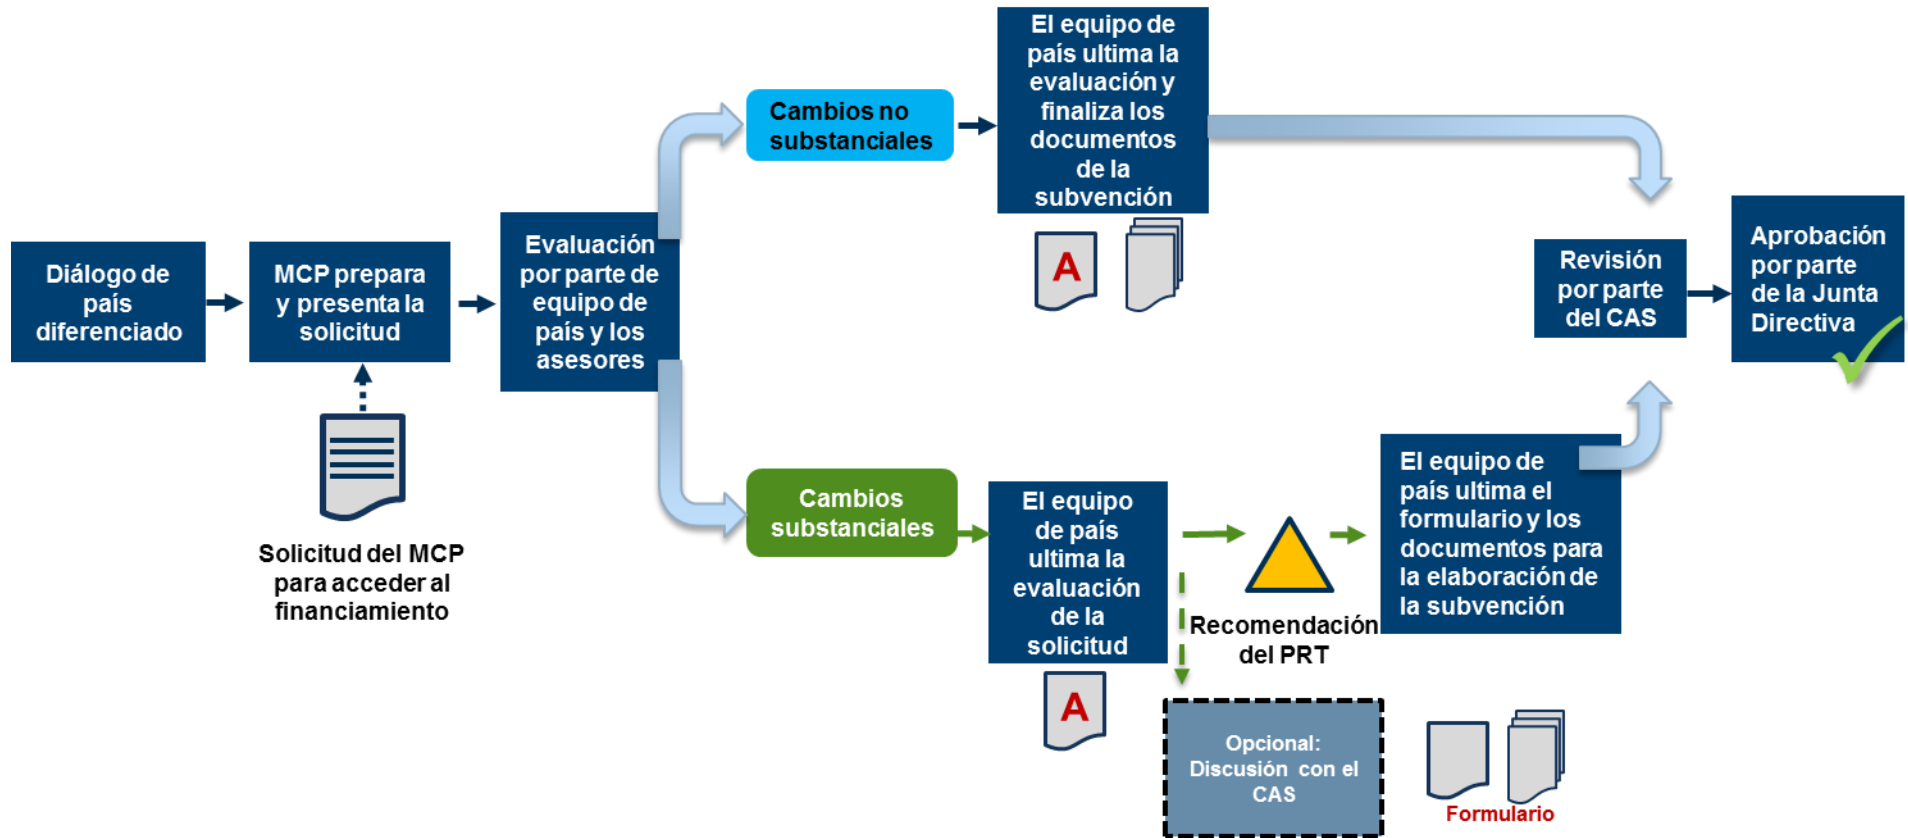 Diálogo de
país
diferenciado
MCP prepara
y presenta la
solicitud
Solicitud del MCP
para acceder al
financiamiento
Evaluación
por parte de
equipo de
país y los
asesores
Cambios no
substanciales
El equipo de
país ultima la
evaluación y
finaliza los
documentos
de la
subvención
A
Cambios
substanciales
El equipo
de país
ultima la
evaluación
de la
solicitud
A
Recomendación
del PRT
Opcional:
Discusión con el
CAS
El equipo de
país ultima el
formulario y los
documentos para
la elaboración de
la subvención
Formulario
Revisión
por parte
del CAS
Aprobación
por parte
de la Junta
Directiva